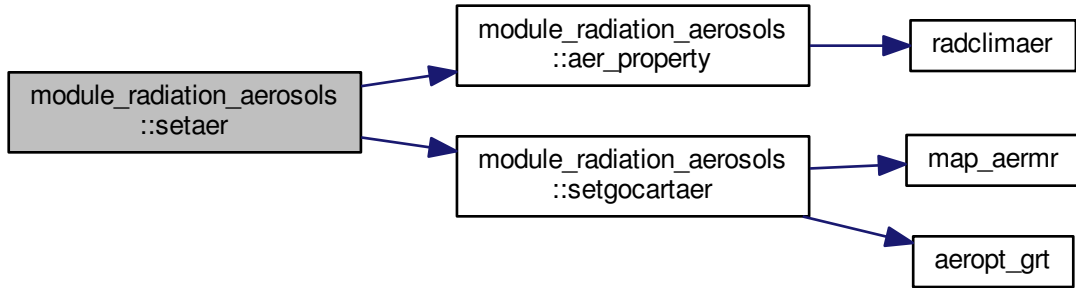 module_radiation_aerosols
::setaer
module_radiation_aerosols
::aer_property
radclimaer
module_radiation_aerosols
::setgocartaer
map_aermr
aeropt_grt